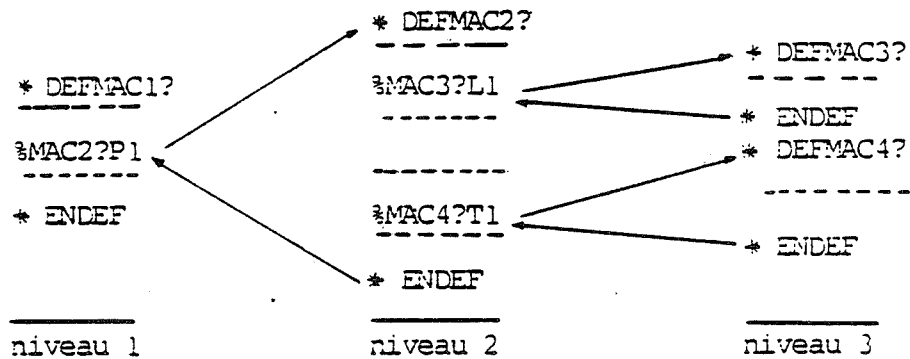 * DEFMAC1?
%MAC2?P1
* ENDEF
niveau 1
* DEFMAC2?
%MAC3?L1
%MAC4?T1
* ENDEF
niveau 2
* DEFMAC3?
* ENDEF
* DEFMAC4?
* ENDEF
niveau 3